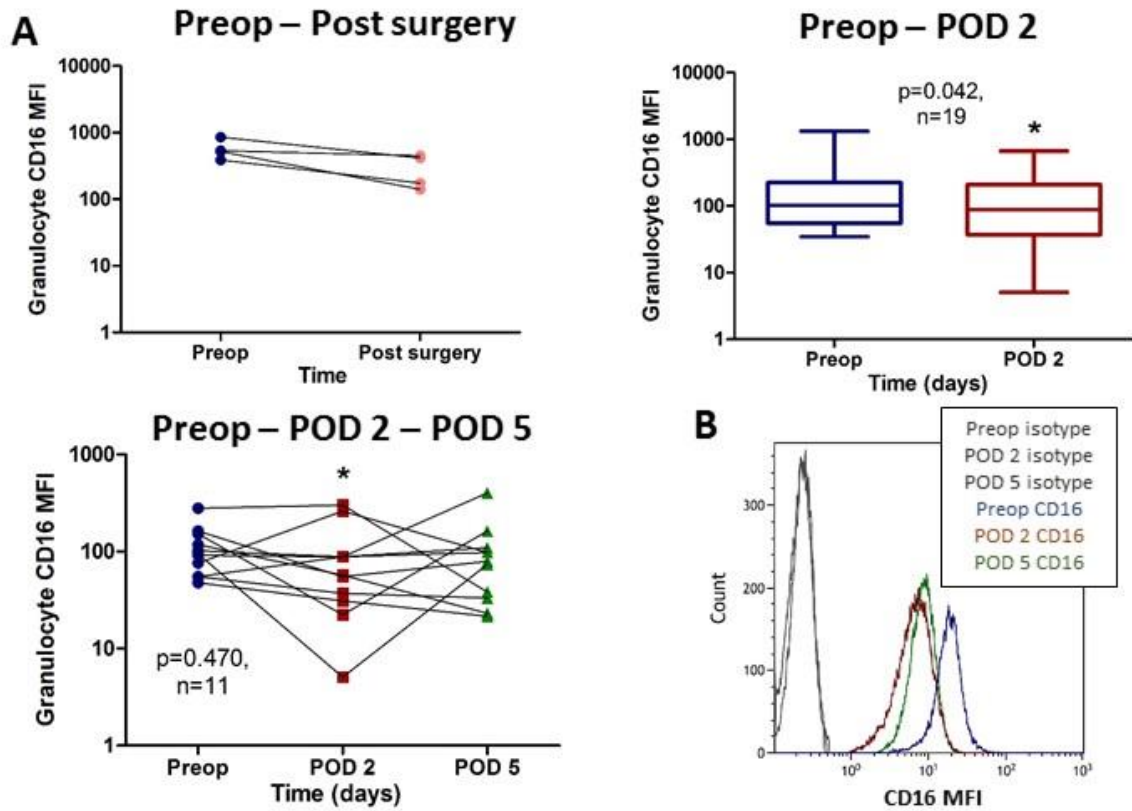 A
Preop – Post surgery
Granulocyte CD16 MFI
10000
1000
100
10
1
Preop
Post surgery
Time
Preop – POD 2
Granulocyte CD16 MFI
10000
1000
100
10
1
p=0.042,
n=19
*
Preop
POD 2
Time (days)
Preop – POD 2 – POD 5
Granulocyte CD16 MFI
1000
100
10
1
*
p=0.470,
n=11
Preop
POD 2
POD 5
Time (days)
B
Preop isotype
POD 2 isotype
POD 5 isotype
Preop CD16
POD 2 CD16
POD 5 CD16
Count
300
200
100
0
10⁰
10¹
10²
10³
CD16 MFI